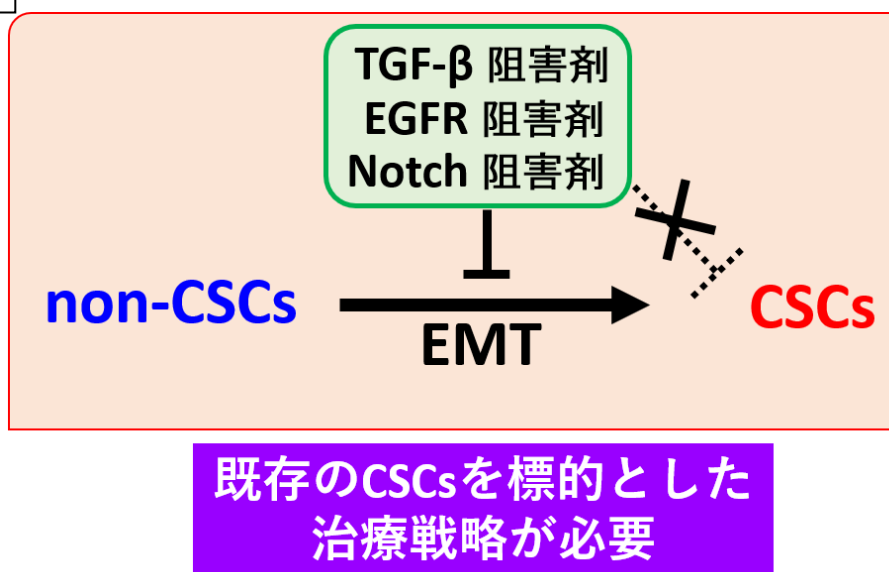 TGF-β 阻害剤
EGFR 阻害剤
Notch 阻害剤
non-CSCs
EMT
CSCs
既存のCSCsを標的とした
治療戦略が必要